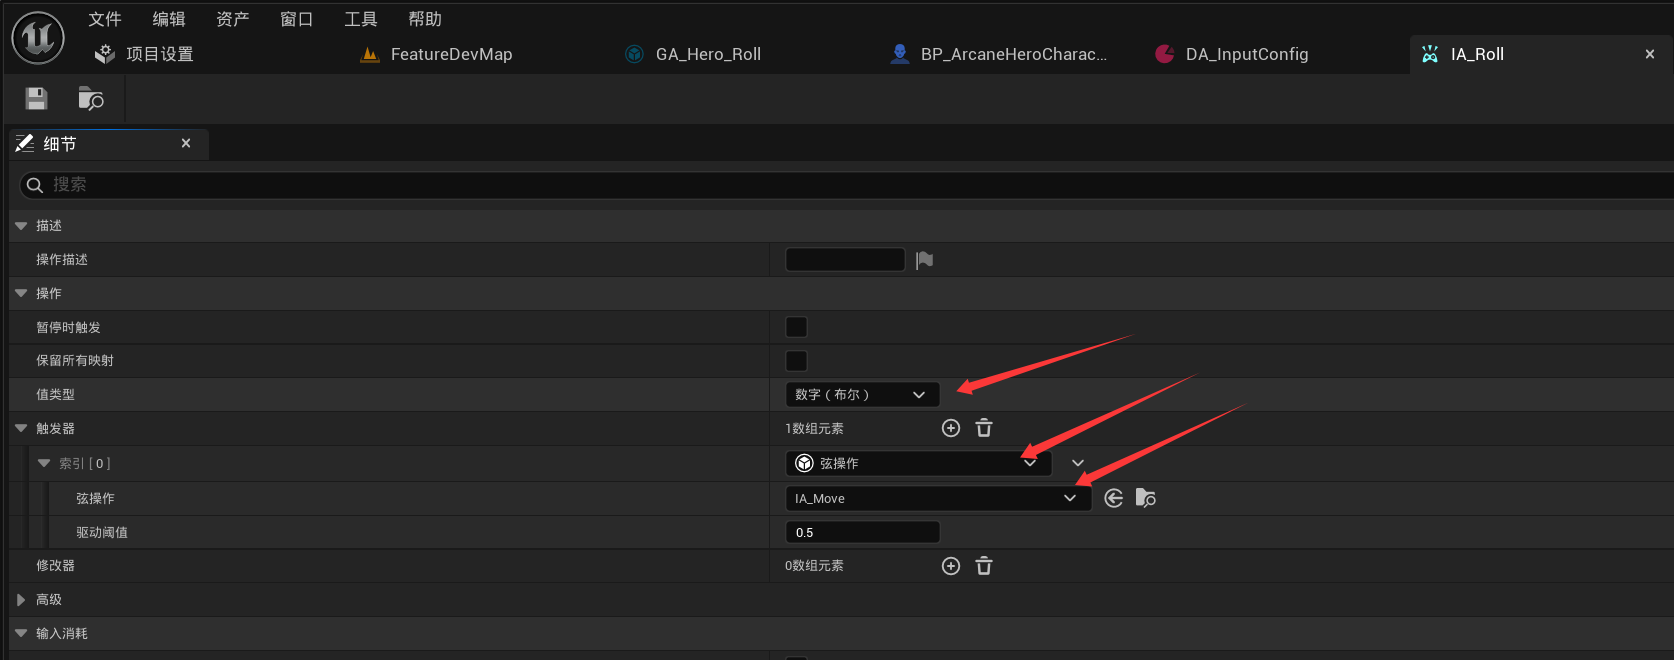 文件 编辑 资产 窗口 工具 帮助
项目设置 FeatureDevMap GA_Hero_Roll BP_ArcaneHeroCharac... DA_InputConfig IA_Roll
细节
搜索
描述
操作描述
操作
暂停时触发
保留所有映射
值类型 数字（布尔）
触发器 1数组元素
索引 [ 0 ] 弦操作
弦操作 IA_Move
驱动阈值 0.5
修改器 0数组元素
高级
输入消耗